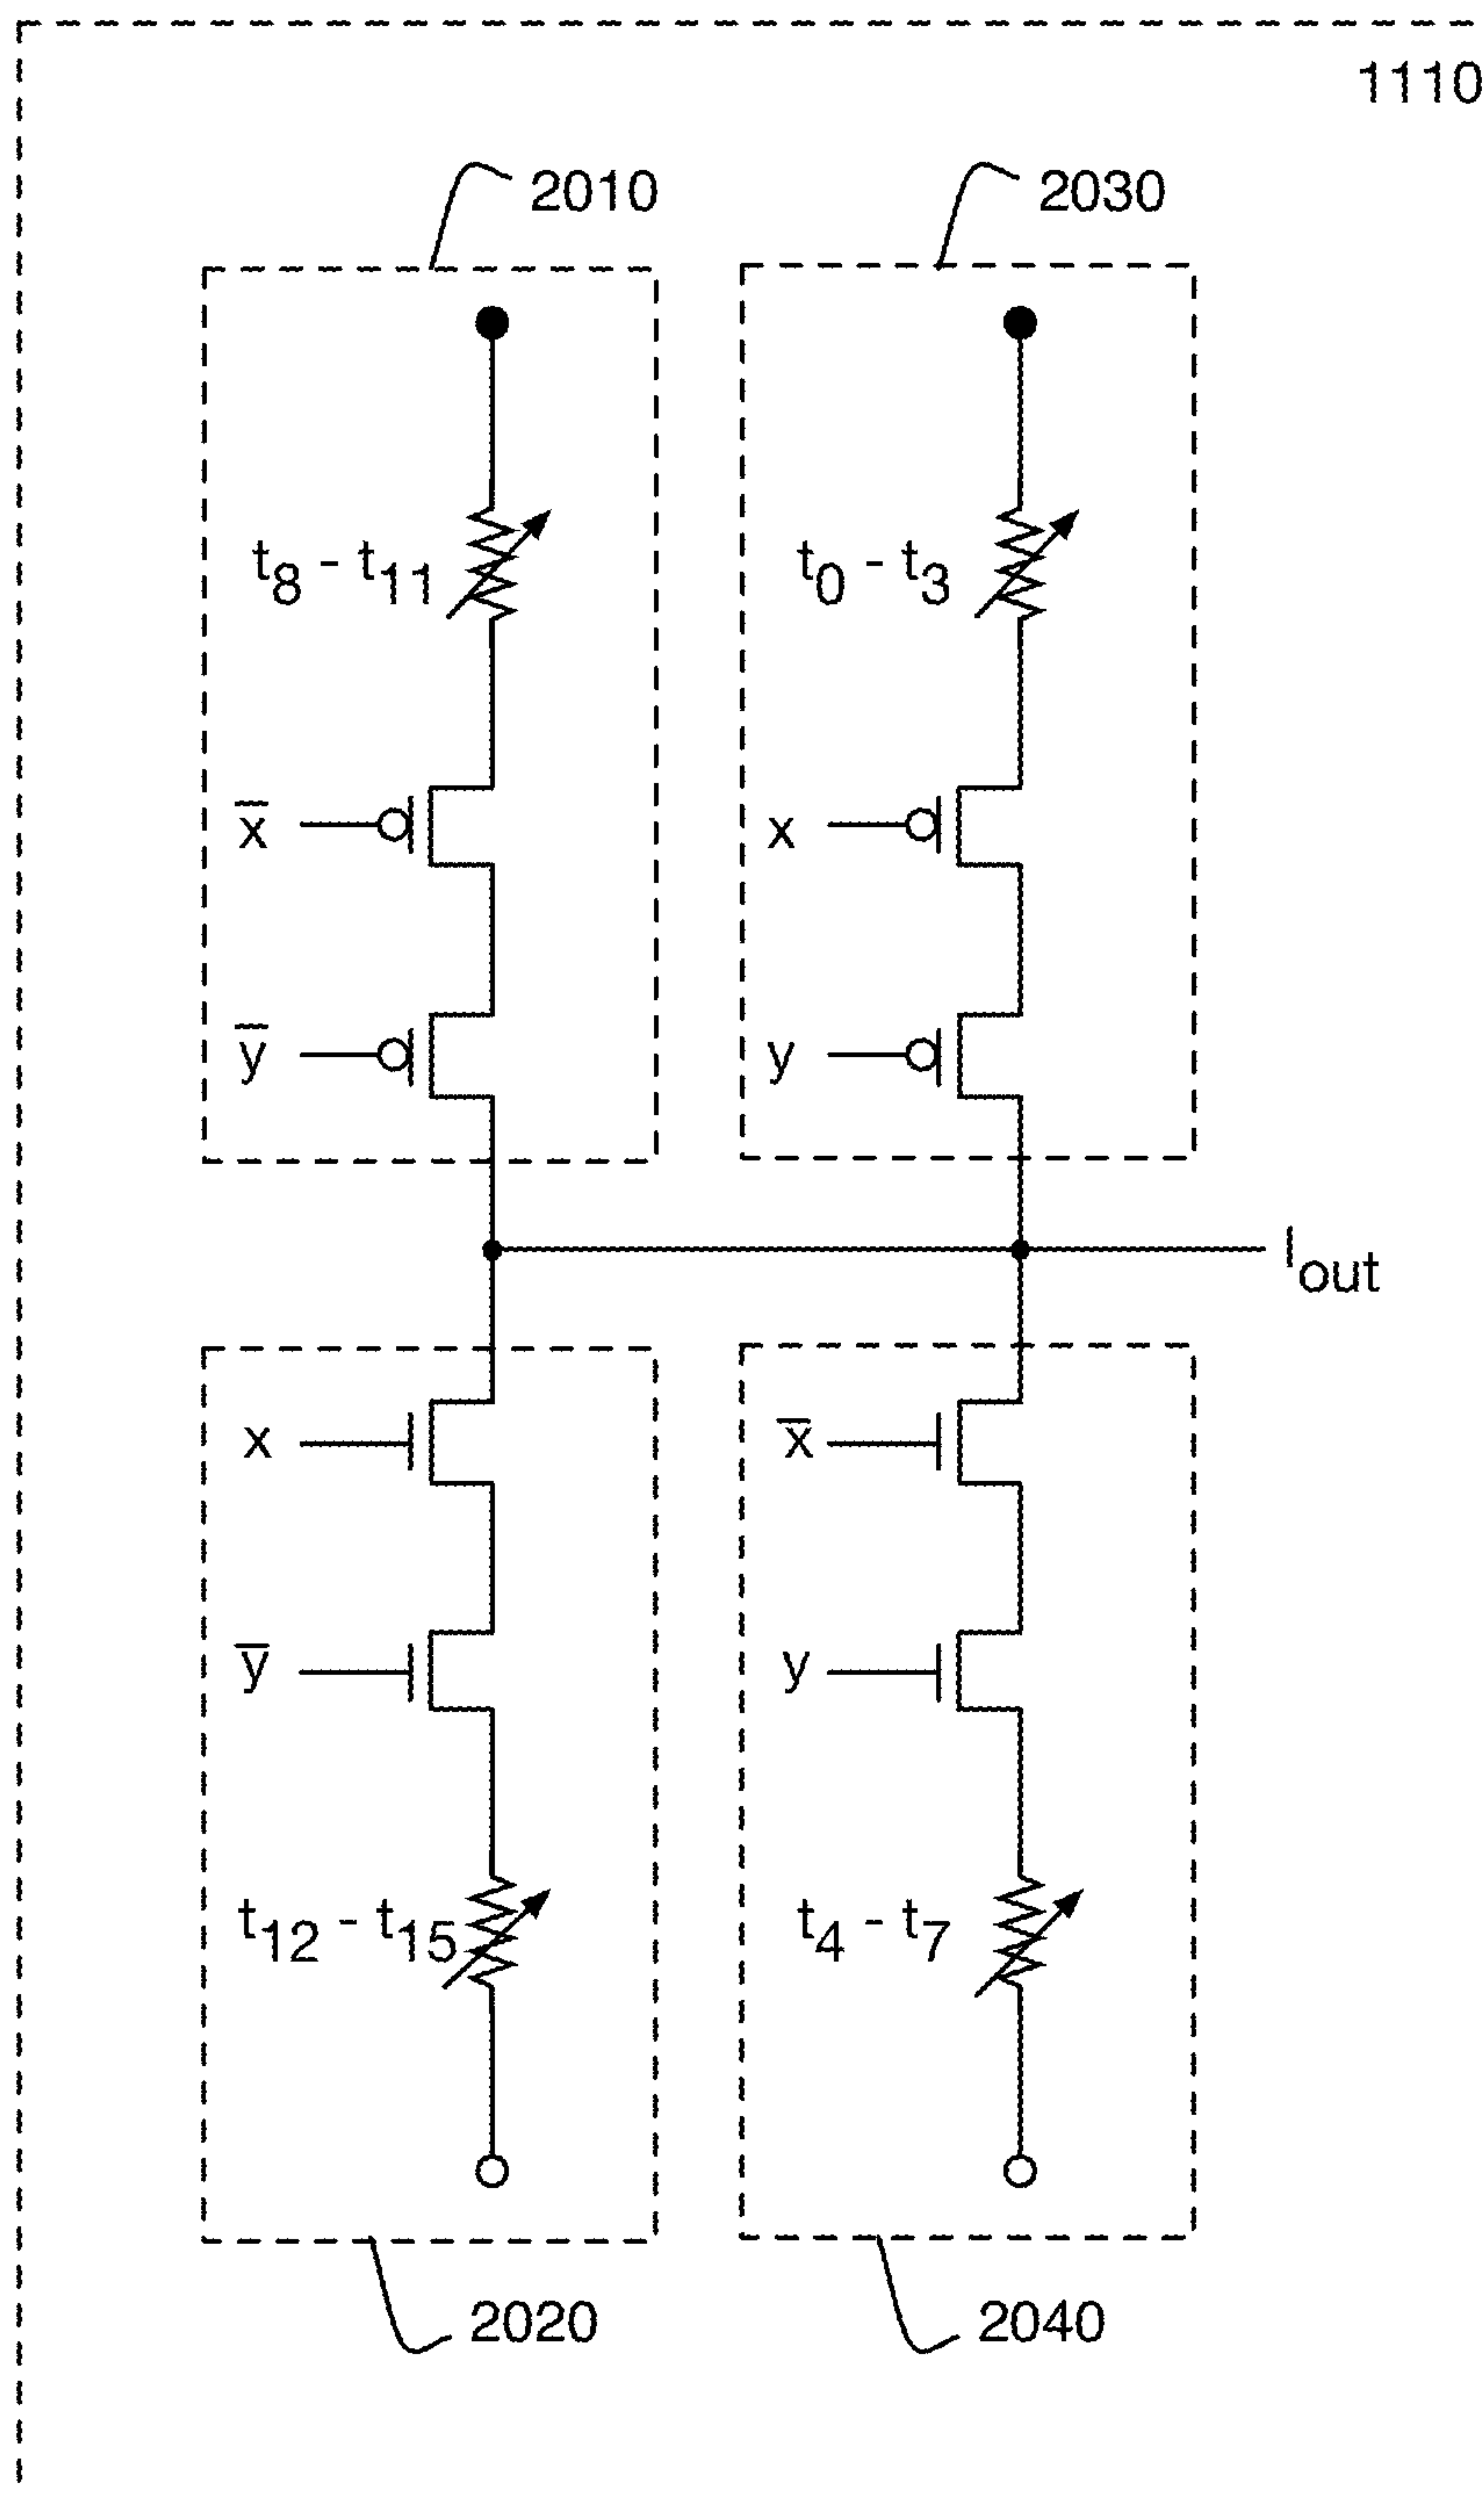 1110
2010
2030
t8 - t11
t0 - t3
x̅
x
y̅
y
Iout
x
x̅
y̅
y
t12 - t15
t4 - t7
2020
2040